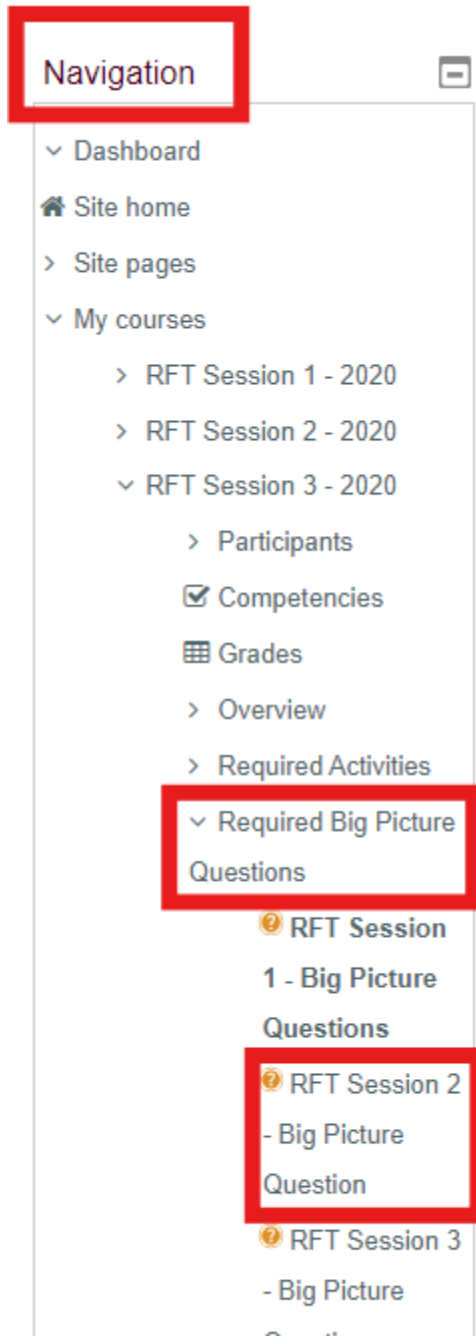 Navigation
Dashboard
Site home
Site pages
My courses
RFT Session 1 - 2020
RFT Session 2 - 2020
RFT Session 3 - 2020
Participants
Competencies
Grades
Overview
Required Activities
Required Big Picture
Questions
RFT Session
1 - Big Picture
Questions
RFT Session 2
- Big Picture
Question
RFT Session 3
- Big Picture